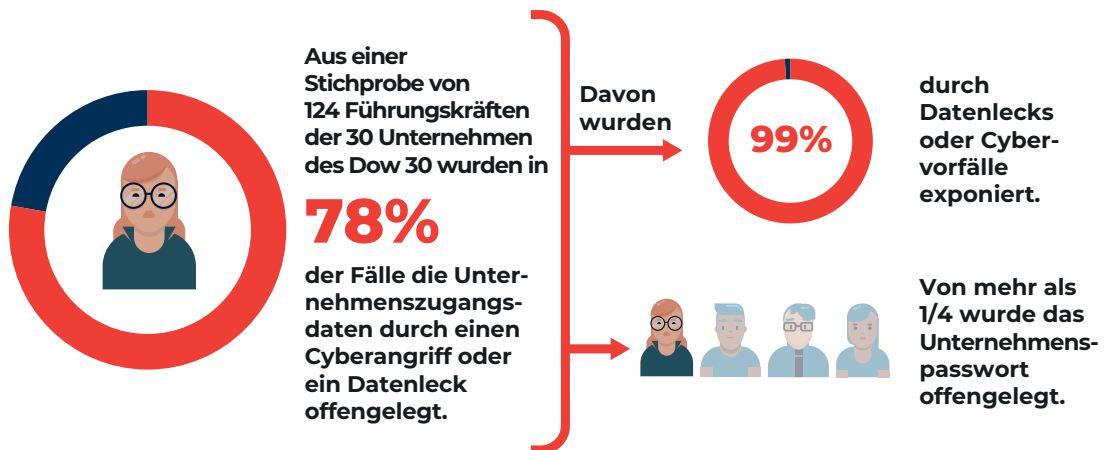 Aus einer
Stichprobe von
124 Führungskräften
der 30 Unternehmen
des Dow 30 wurden in
78%
der Fälle die Unter-
nehmenszugangs-
daten durch einen
Cyberangriff oder
ein Datenleck
offengelegt.
Davon
wurden
99%
durch
Datenlecks
oder Cyber-
vorfälle
exponiert.
Von mehr als
1/4 wurde das
Unternehmens-
passwort
offengelegt.